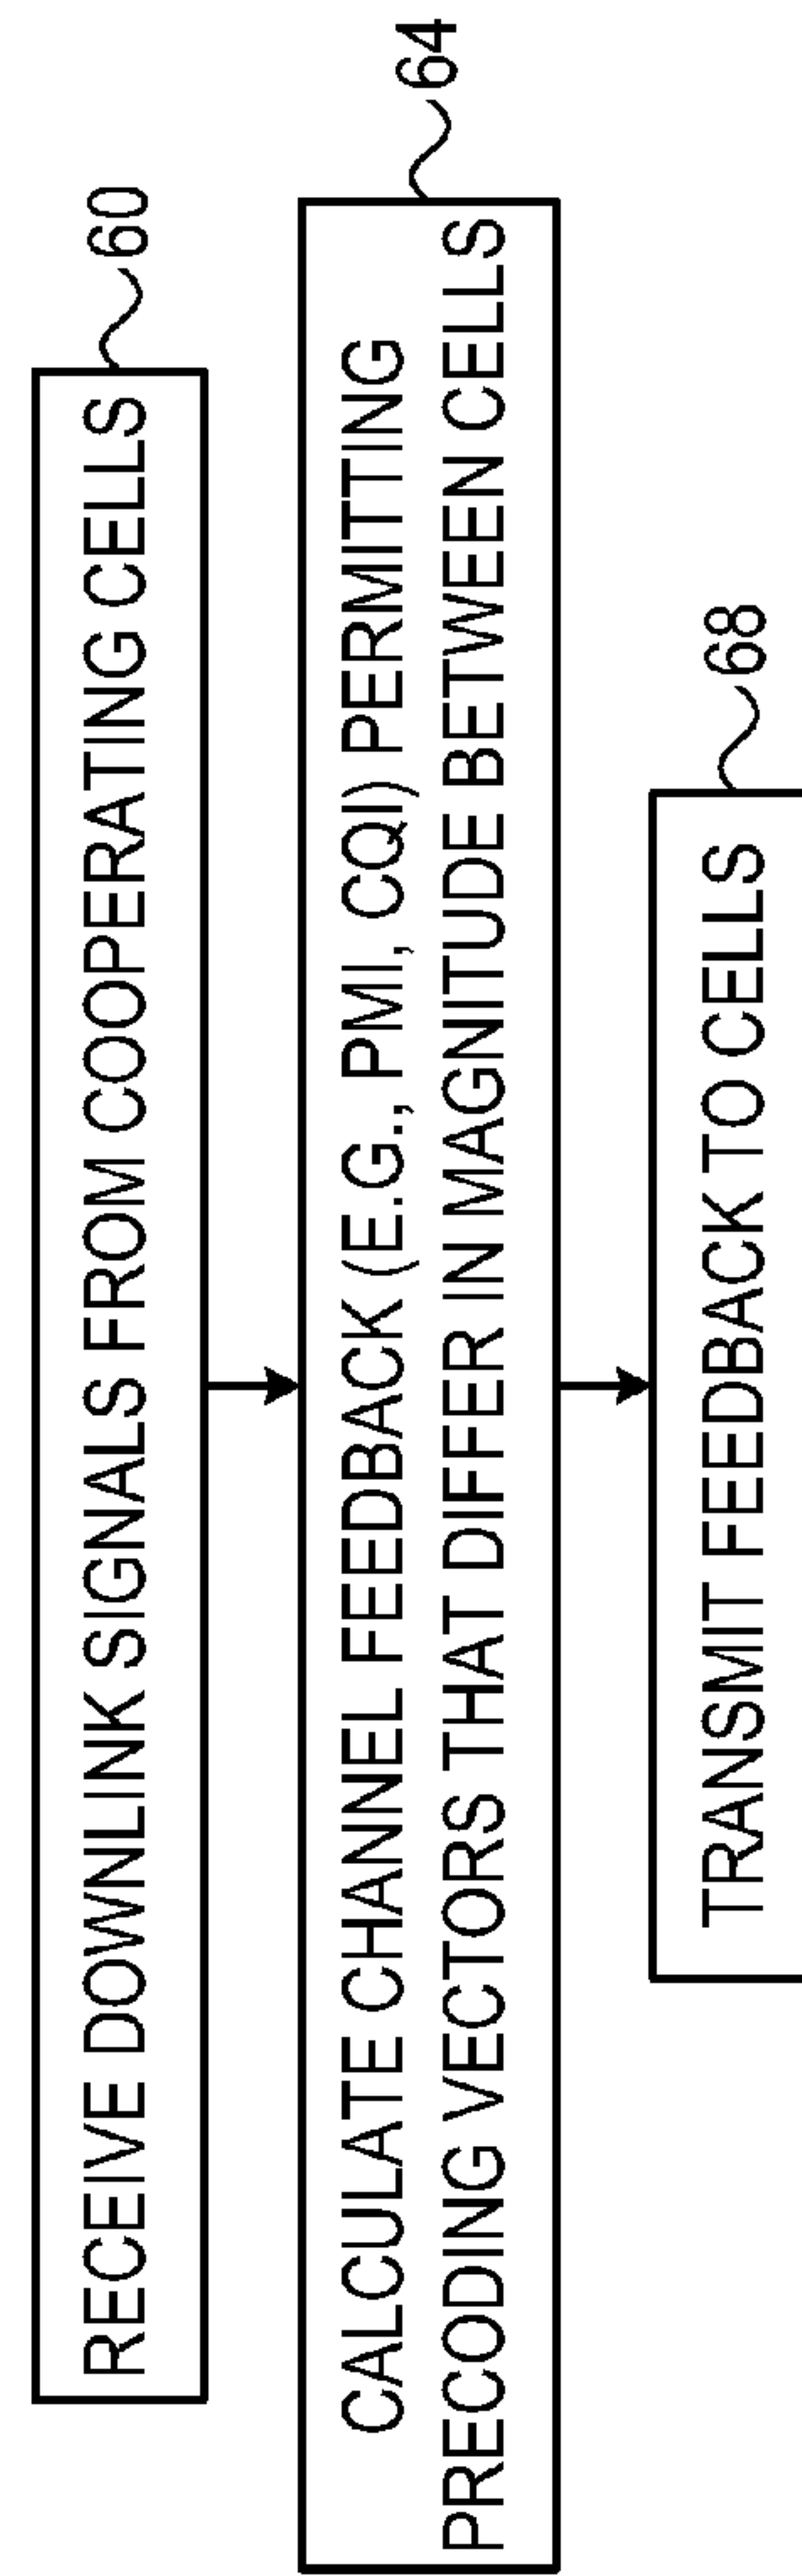 RECEIVE DOWNLINK SIGNALS FROM COOPERATING CELLS
60
CALCULATE CHANNEL FEEDBACK (E.G., PMI, CQI) PERMITTING
PRECODING VECTORS THAT DIFFER IN MAGNITUDE BETWEEN CELLS
64
TRANSMIT FEEDBACK TO CELLS
68